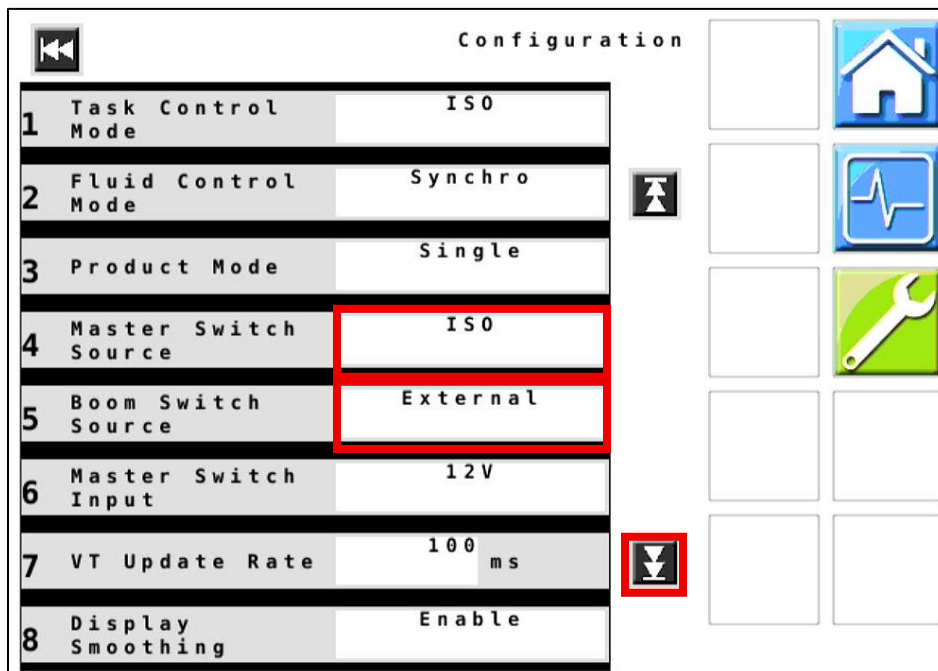 Configuration
1 Task Control Mode ISO
2 Fluid Control Mode Synchro
3 Product Mode Single
4 Master Switch Source ISO
5 Boom Switch Source External
6 Master Switch Input 12V
7 VT Update Rate 100 ms
8 Display Smoothing Enable